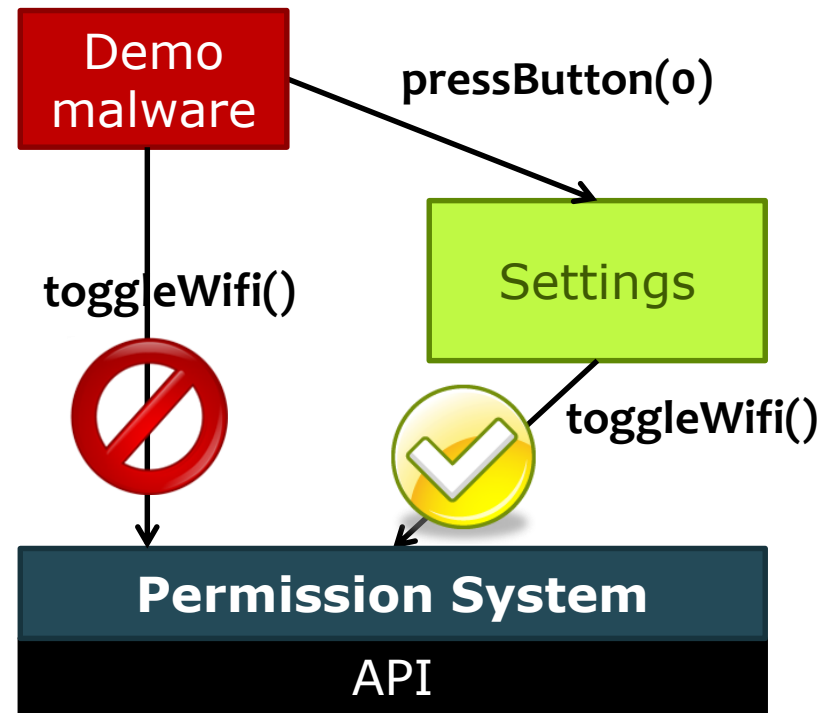 Demo
malware
pressButton(0)
toggleWifi()
Settings
toggleWifi()
Permission System
API